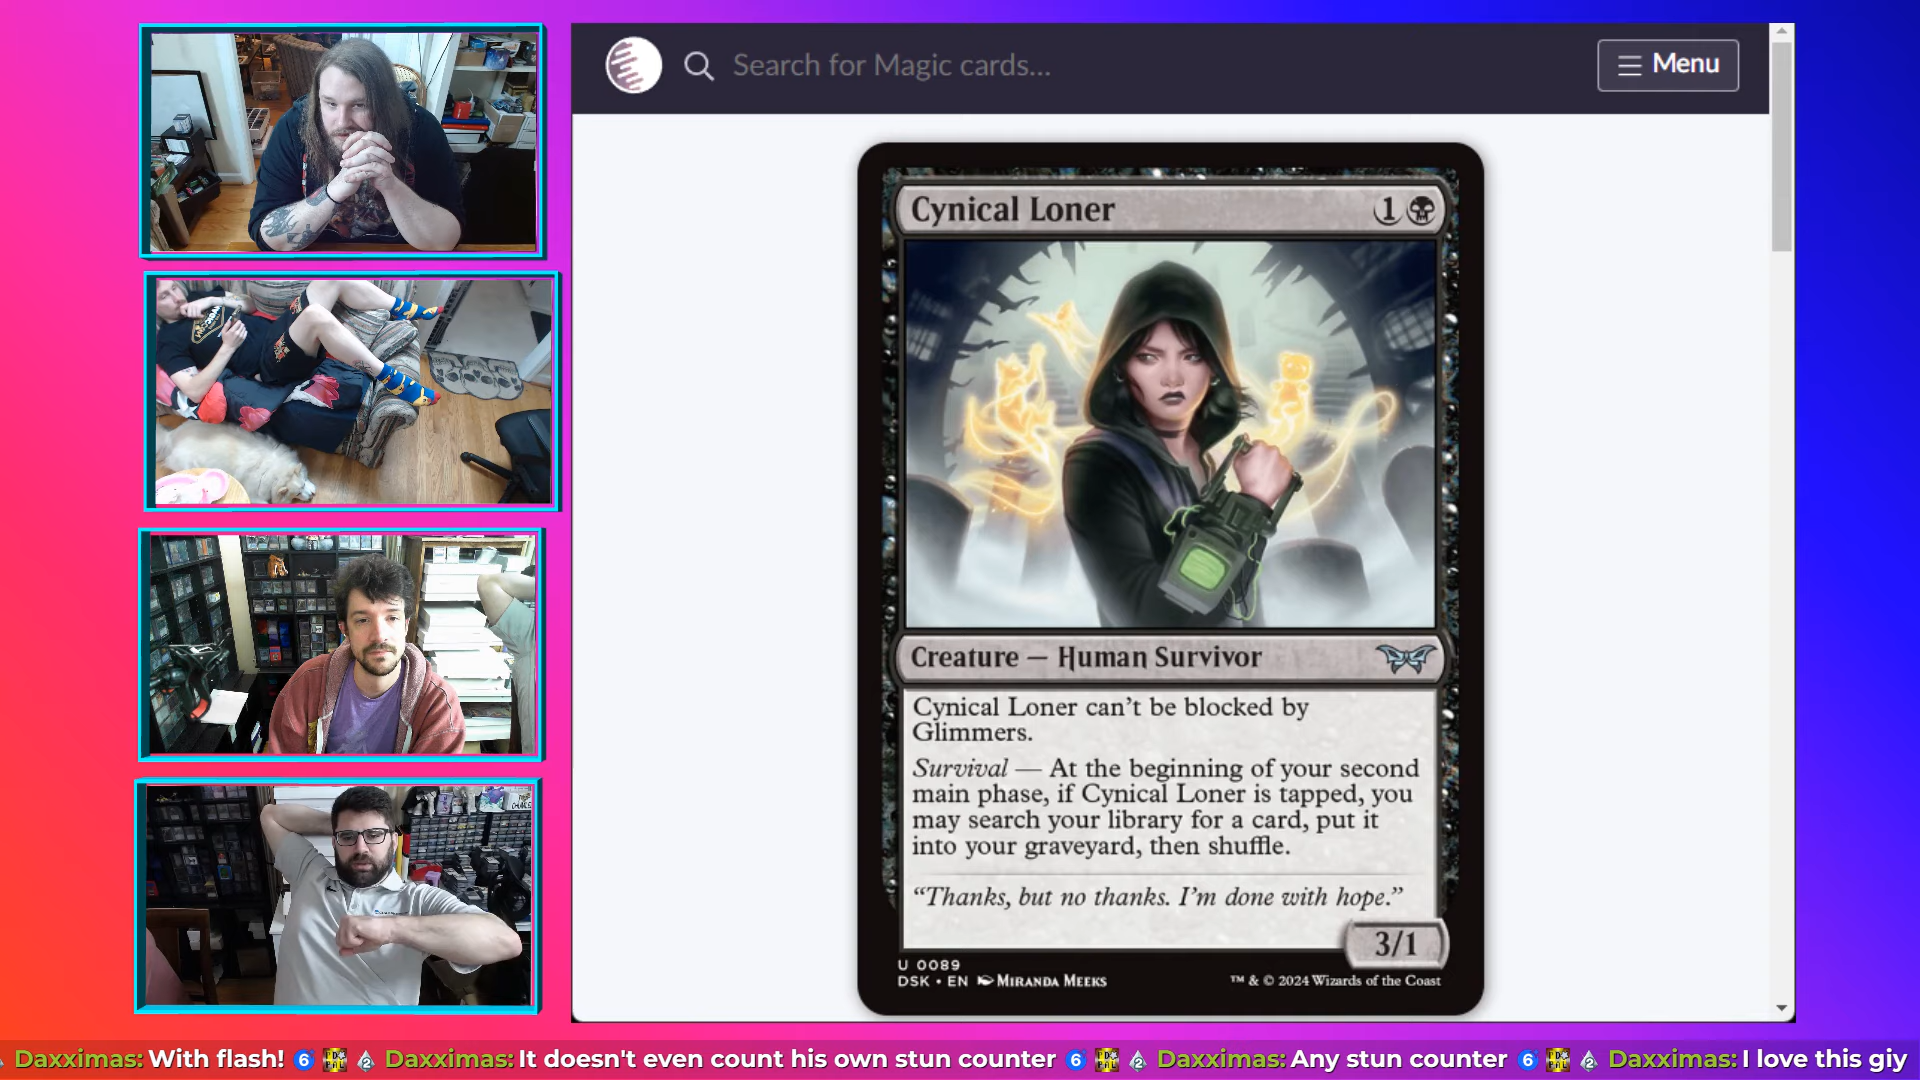 Search for Magic cards...
Menu
Cynical Loner
1
Creature — Human Survivor
Cynical Loner can't be blocked by
Glimmers.
Survival — At the beginning of your second
main phase, if Cynical Loner is tapped, you
may search your library for a card, put it
into your graveyard, then shuffle.
“Thanks, but no thanks. I'm done with hope.”
3/1
U 0089
DSK • EN MIRANDA MEEKS
™ & © 2024 Wizards of the Coast
Daxximas: With flash! 6 2 Daxximas: It doesn't even count his own stun counter 6 2 Daxximas: Any stun counter 6 2 Daxximas: I love this giy